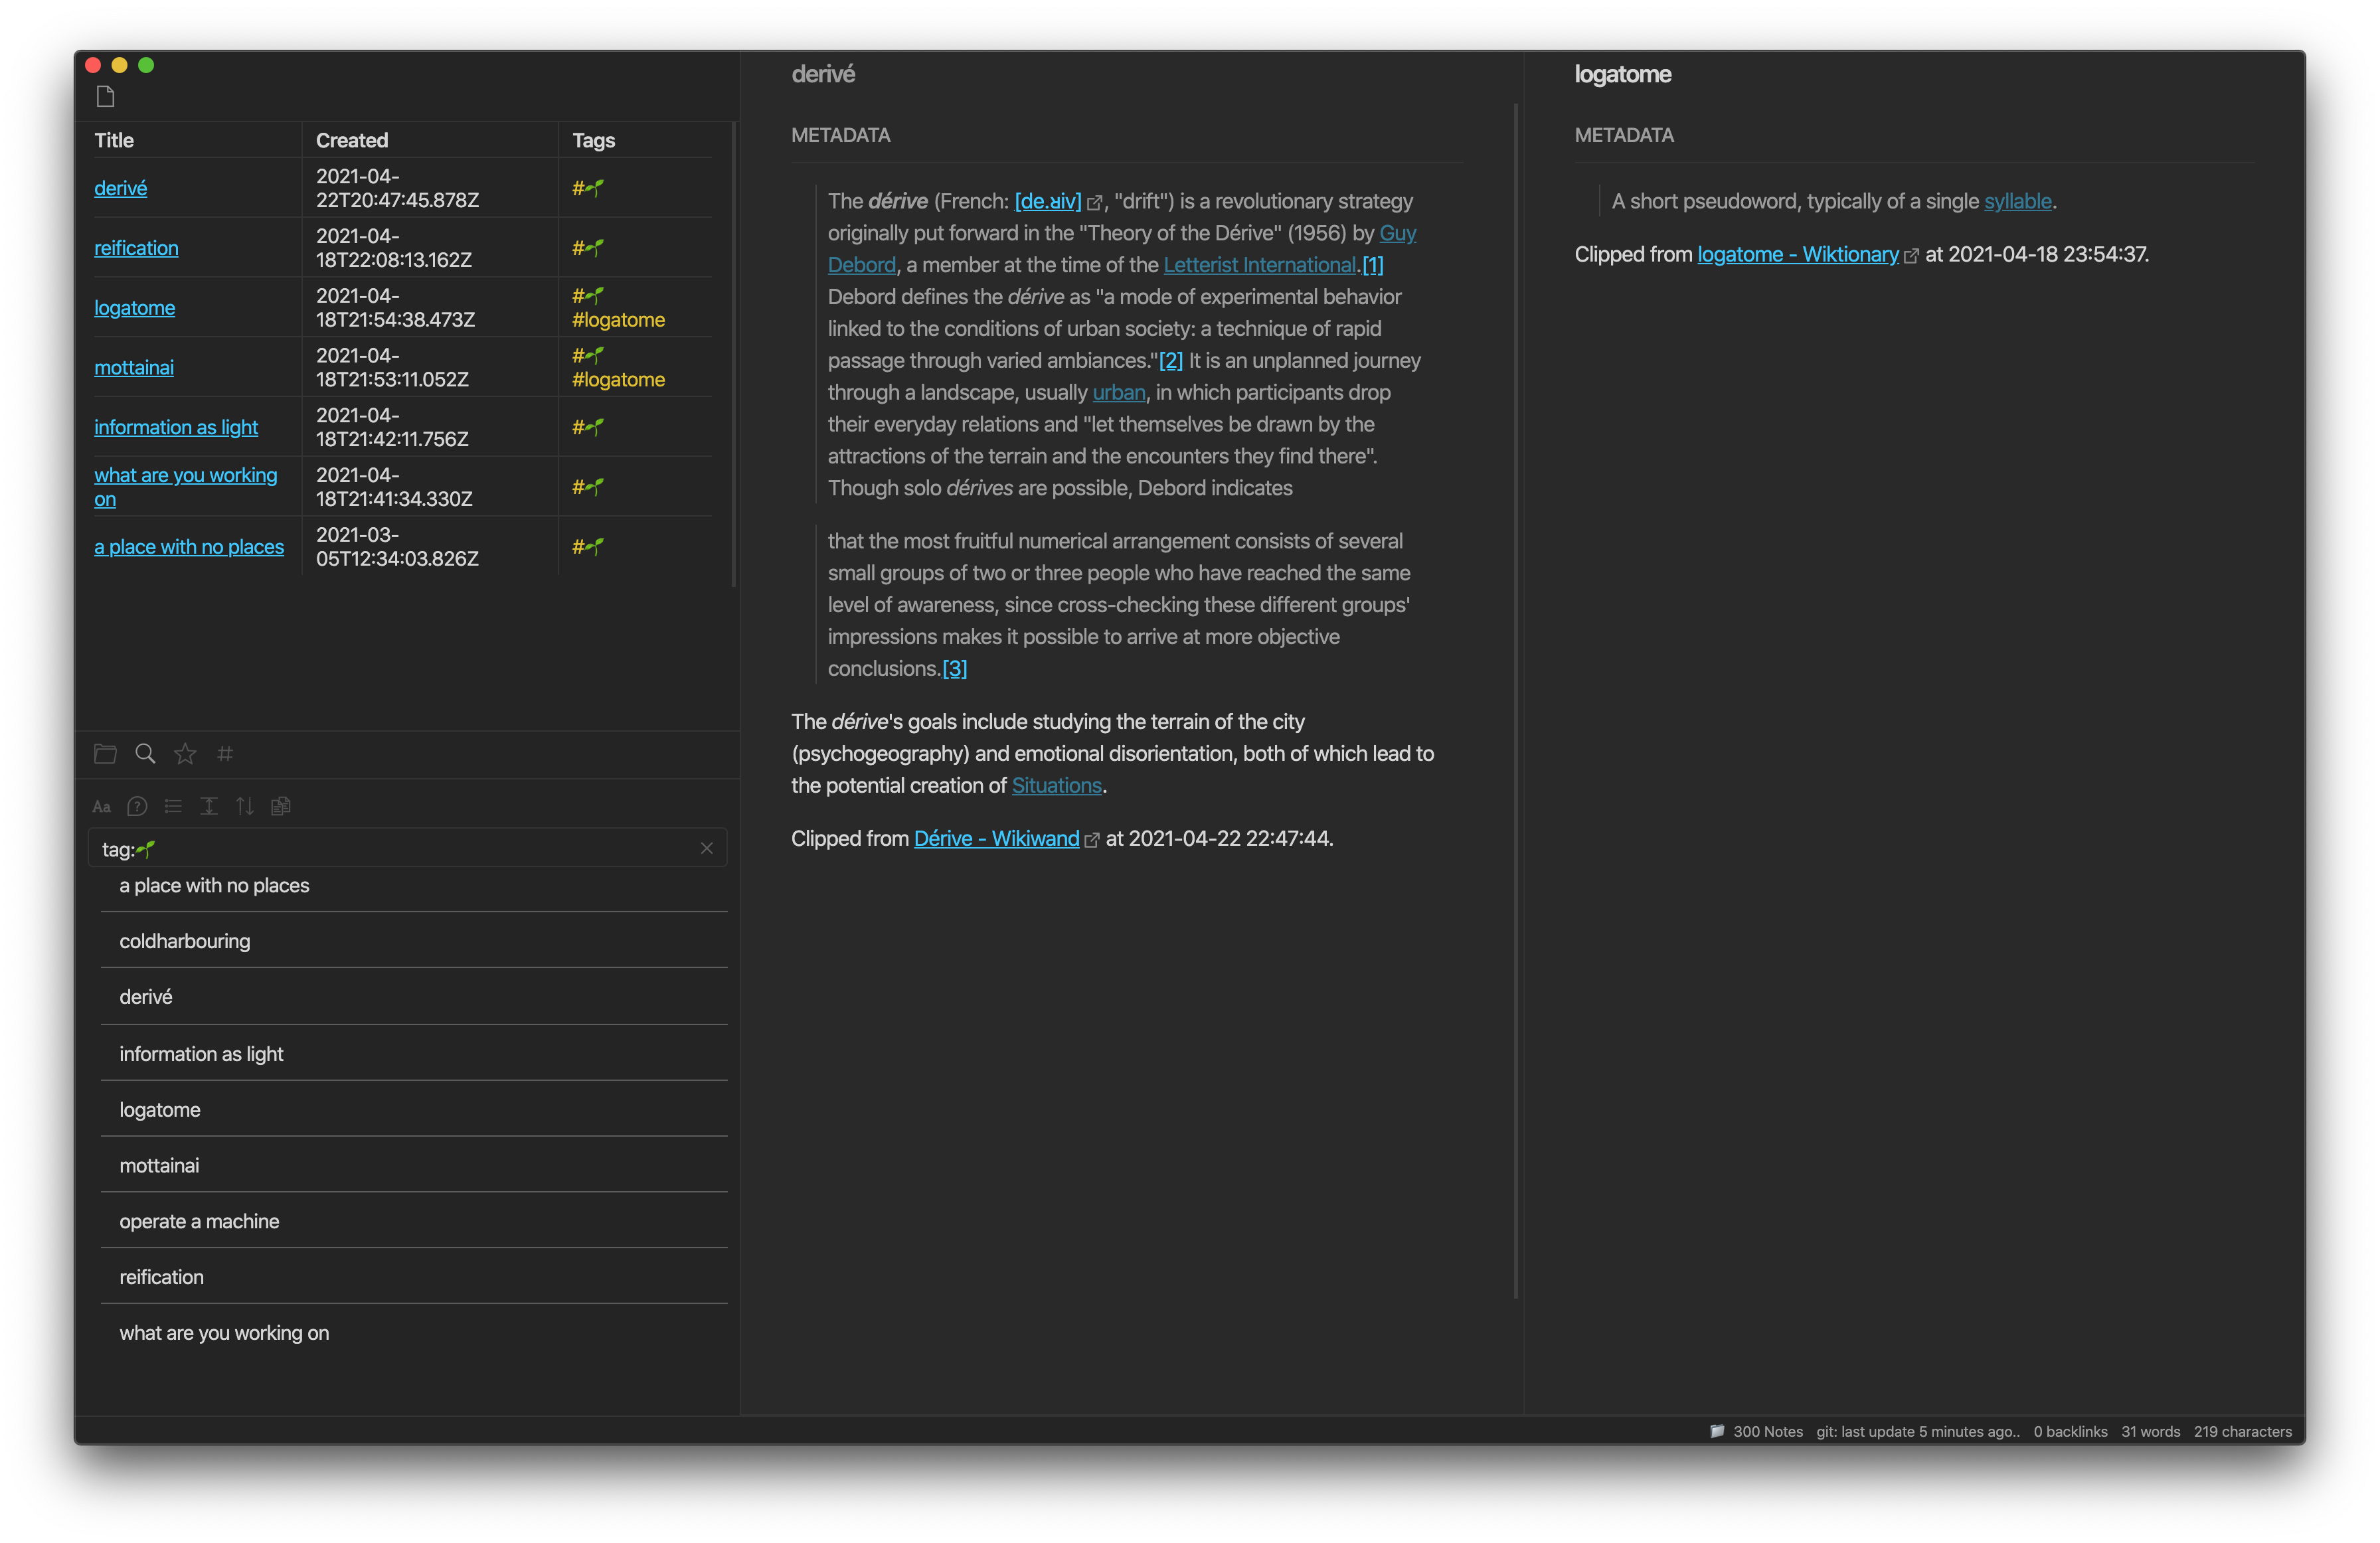 Title Created Tags
derivé 2021-04-
22T20:47:45.878Z #🌱
reification 2021-04-
18T22:08:13.162Z #🌱
logatome 2021-04-
18T21:54:38.473Z #🌱
#logatome
mottainai 2021-04-
18T21:53:11.052Z #🌱
#logatome
information as light 2021-04-
18T21:42:11.756Z #🌱
what are you working
on 2021-04-
18T21:41:34.330Z #🌱
a place with no places 2021-03-
05T12:34:03.826Z #🌱
Aa
tag:🌱
a place with no places
coldharbouring
derivé
information as light
logatome
mottainai
operate a machine
reification
what are you working on
derivé
METADATA
The dérive (French: [de.ʁiv], "drift") is a revolutionary strategy
originally put forward in the "Theory of the Dérive" (1956) by Guy
Debord, a member at the time of the Letterist International.[1]
Debord defines the dérive as "a mode of experimental behavior
linked to the conditions of urban society: a technique of rapid
passage through varied ambiances."[2] It is an unplanned journey
through a landscape, usually urban, in which participants drop
their everyday relations and "let themselves be drawn by the
attractions of the terrain and the encounters they find there".
Though solo dérives are possible, Debord indicates
that the most fruitful numerical arrangement consists of several
small groups of two or three people who have reached the same
level of awareness, since cross-checking these different groups'
impressions makes it possible to arrive at more objective
conclusions.[3]
The dérive's goals include studying the terrain of the city
(psychogeography) and emotional disorientation, both of which lead to
the potential creation of Situations.
Clipped from Dérive - Wikiwand at 2021-04-22 22:47:44.
logatome
METADATA
A short pseudoword, typically of a single syllable.
Clipped from logatome - Wiktionary at 2021-04-18 23:54:37.
300 Notes git: last update 5 minutes ago.. 0 backlinks 31 words 219 characters